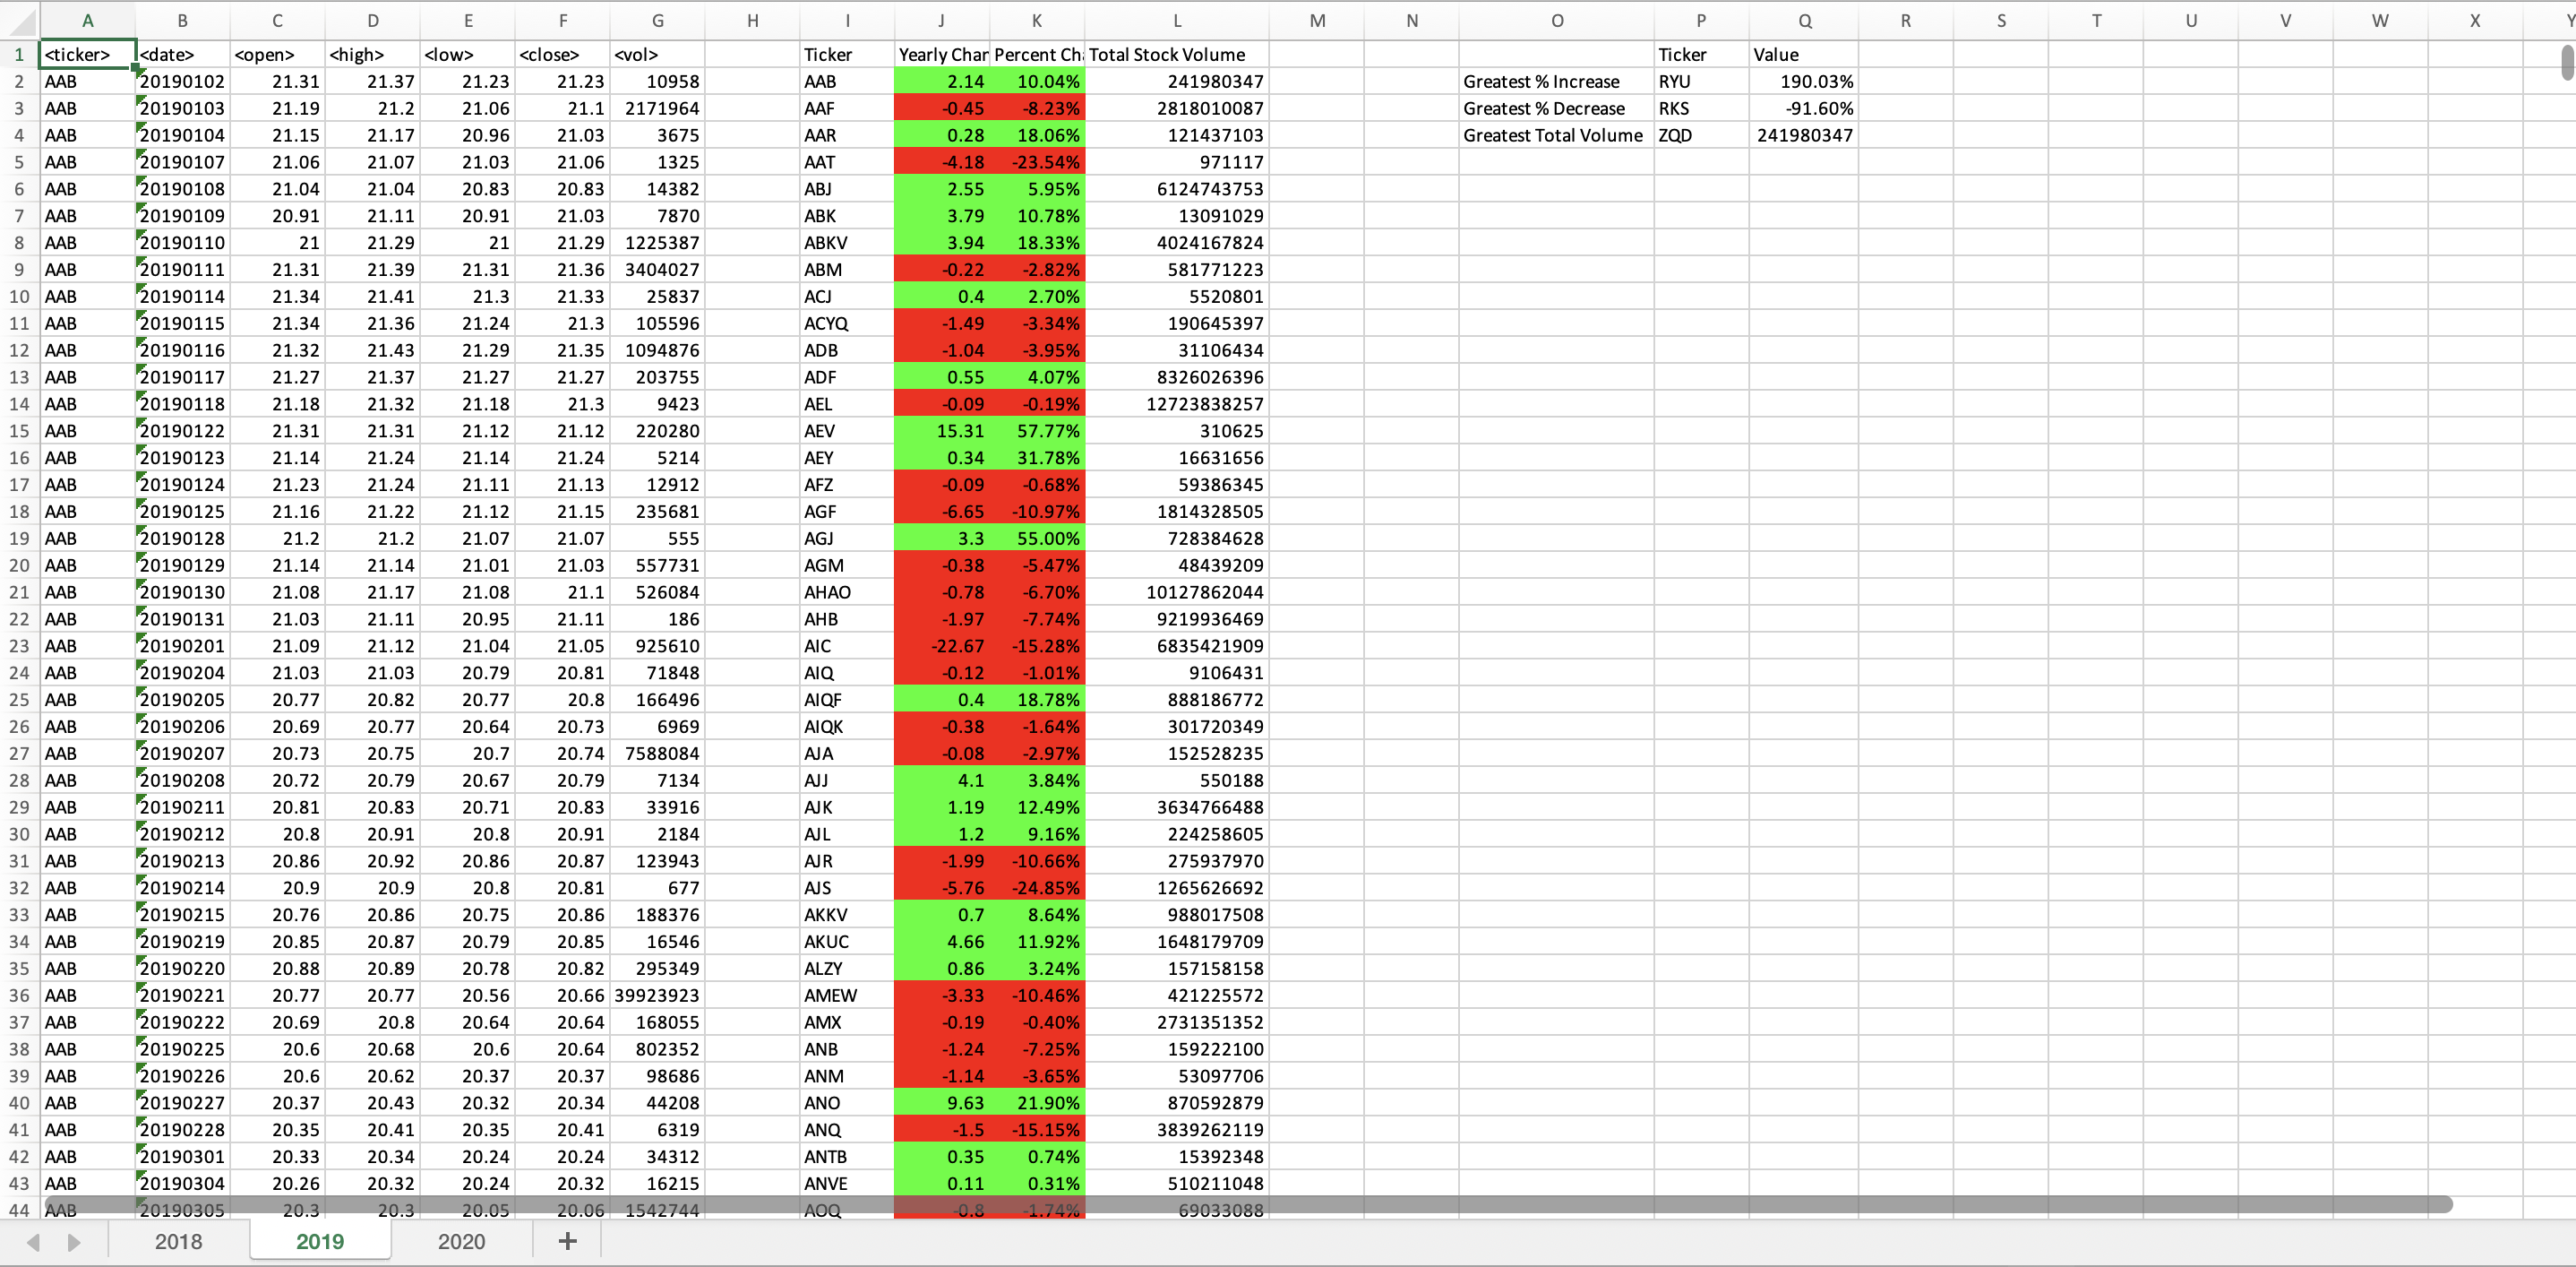 A B C D E F G H I J K L M N O P Q R S T U V W X Y
1 <ticker> <date> <open> <high> <low> <close> <vol> Ticker Yearly Char Percent Ch Total Stock Volume Ticker Value
2 AAB 20190102 21.31 21.37 21.23 21.23 10958 AAB 2.14 10.04% 241980347 Greatest % Increase RYU 190.03%
3 AAB 20190103 21.19 21.2 21.06 21.1 2171964 AAF -0.45 -8.23% 2818010087 Greatest % Decrease RKS -91.60%
4 AAB 20190104 21.15 21.17 20.96 21.03 3675 AAR 0.28 18.06% 121437103 Greatest Total Volume ZQD 241980347
5 AAB 20190107 21.06 21.07 21.03 21.06 1325 AAT -4.18 -23.54% 971117
6 AAB 20190108 21.04 21.04 20.83 20.83 14382 ABJ 2.55 5.95% 6124743753
7 AAB 20190109 20.91 21.11 20.91 21.03 7870 ABK 3.79 10.78% 13091029
8 AAB 20190110 21 21.29 21 21.29 1225387 ABKV 3.94 18.33% 4024167824
9 AAB 20190111 21.31 21.39 21.31 21.36 3404027 ABM -0.22 -2.82% 581771223
10 AAB 20190114 21.34 21.41 21.3 21.33 25837 ACJ 0.4 2.70% 5520801
11 AAB 20190115 21.34 21.36 21.24 21.3 105596 ACYQ -1.49 -3.34% 190645397
12 AAB 20190116 21.32 21.43 21.29 21.35 1094876 ADB -1.04 -3.95% 31106434
13 AAB 20190117 21.27 21.37 21.27 21.27 203755 ADF 0.55 4.07% 8326026396
14 AAB 20190118 21.18 21.32 21.18 21.3 9423 AEL -0.09 -0.19% 12723838257
15 AAB 20190122 21.31 21.31 21.12 21.12 220280 AEV 15.31 57.77% 310625
16 AAB 20190123 21.14 21.24 21.14 21.24 5214 AEY 0.34 31.78% 16631656
17 AAB 20190124 21.23 21.24 21.11 21.13 12912 AFZ -0.09 -0.68% 59386345
18 AAB 20190125 21.16 21.22 21.12 21.15 235681 AGF -6.65 -10.97% 1814328505
19 AAB 20190128 21.2 21.2 21.07 21.07 555 AGJ 3.3 55.00% 728384628
20 AAB 20190129 21.14 21.14 21.01 21.03 557731 AGM -0.38 -5.47% 48439209
21 AAB 20190130 21.08 21.17 21.08 21.1 526084 AHAO -0.78 -6.70% 10127862044
22 AAB 20190131 21.03 21.11 20.95 21.11 186 AHB -1.97 -7.74% 9219936469
23 AAB 20190201 21.09 21.12 21.04 21.05 925610 AIC -22.67 -15.28% 6835421909
24 AAB 20190204 21.03 21.03 20.79 20.81 71848 AIQ -0.12 -1.01% 9106431
25 AAB 20190205 20.77 20.82 20.77 20.8 166496 AIQF 0.4 18.78% 888186772
26 AAB 20190206 20.69 20.77 20.64 20.73 6969 AIQK -0.38 -1.64% 301720349
27 AAB 20190207 20.73 20.75 20.7 20.74 7588084 AJA -0.08 -2.97% 152528235
28 AAB 20190208 20.72 20.79 20.67 20.79 7134 AJJ 4.1 3.84% 550188
29 AAB 20190211 20.81 20.83 20.71 20.83 33916 AJK 1.19 12.49% 3634766488
30 AAB 20190212 20.8 20.91 20.8 20.91 2184 AJL 1.2 9.16% 224258605
31 AAB 20190213 20.86 20.92 20.86 20.87 123943 AJR -1.99 -10.66% 275937970
32 AAB 20190214 20.9 20.9 20.8 20.81 677 AJS -5.76 -24.85% 1265626692
33 AAB 20190215 20.76 20.86 20.75 20.86 188376 AKKV 0.7 8.64% 988017508
34 AAB 20190219 20.85 20.87 20.79 20.85 16546 AKUC 4.66 11.92% 1648179709
35 AAB 20190220 20.88 20.89 20.78 20.82 295349 ALZY 0.86 3.24% 157158158
36 AAB 20190221 20.77 20.77 20.56 20.66 39923923 AMEW -3.33 -10.46% 421225572
37 AAB 20190222 20.69 20.8 20.64 20.64 168055 AMX -0.19 -0.40% 2731351352
38 AAB 20190225 20.6 20.68 20.6 20.64 802352 ANB -1.24 -7.25% 159222100
39 AAB 20190226 20.6 20.62 20.37 20.37 98686 ANM -1.14 -3.65% 53097706
40 AAB 20190227 20.37 20.43 20.32 20.34 44208 ANO 9.63 21.90% 870592879
41 AAB 20190228 20.35 20.41 20.35 20.41 6319 ANQ -1.5 -15.15% 3839262119
42 AAB 20190301 20.33 20.34 20.24 20.24 34312 ANTB 0.35 0.74% 15392348
43 AAB 20190304 20.26 20.32 20.24 20.32 16215 ANVE 0.11 0.31% 510211048
44 AAB 20190305 20.3 20.3 20.05 20.06 1542744 AOQ -0.8 -1.74% 69033088
2018 2019 2020 +